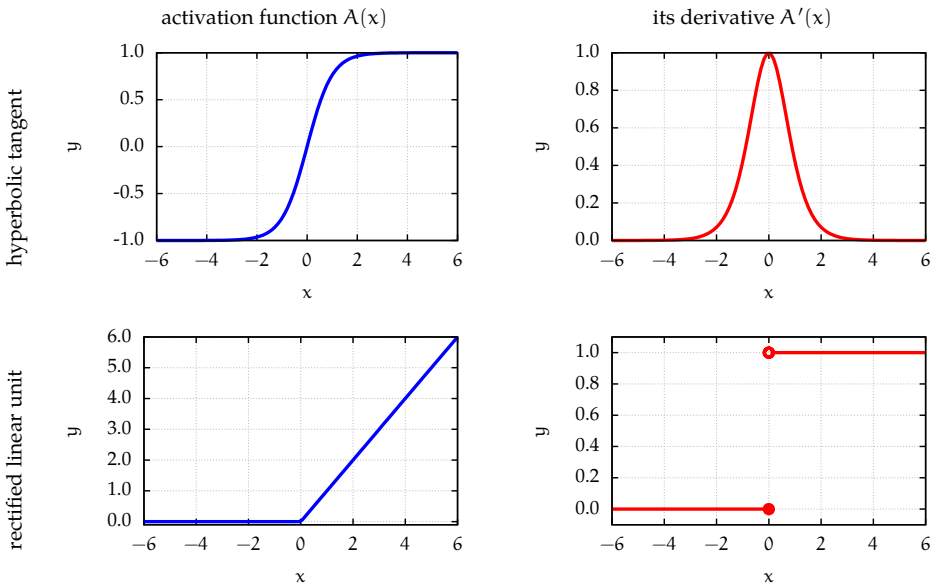 activation function A(x)
its derivative A′(x)
hyperbolic tangent
y
1.0
0.5
0.0
-0.5
-1.0
−6 −4 −2 0 2 4 6
x
y
1.0
0.8
0.6
0.4
0.2
0.0
−6 −4 −2 0 2 4 6
x
rectified linear unit
y
6.0
4.0
3.0
2.0
1.0
0.0
−6 −4 −2 0 2 4 6
x
y
1.0
0.8
0.6
0.4
0.2
0.0
−6 −4 −2 0 2 4 6
x